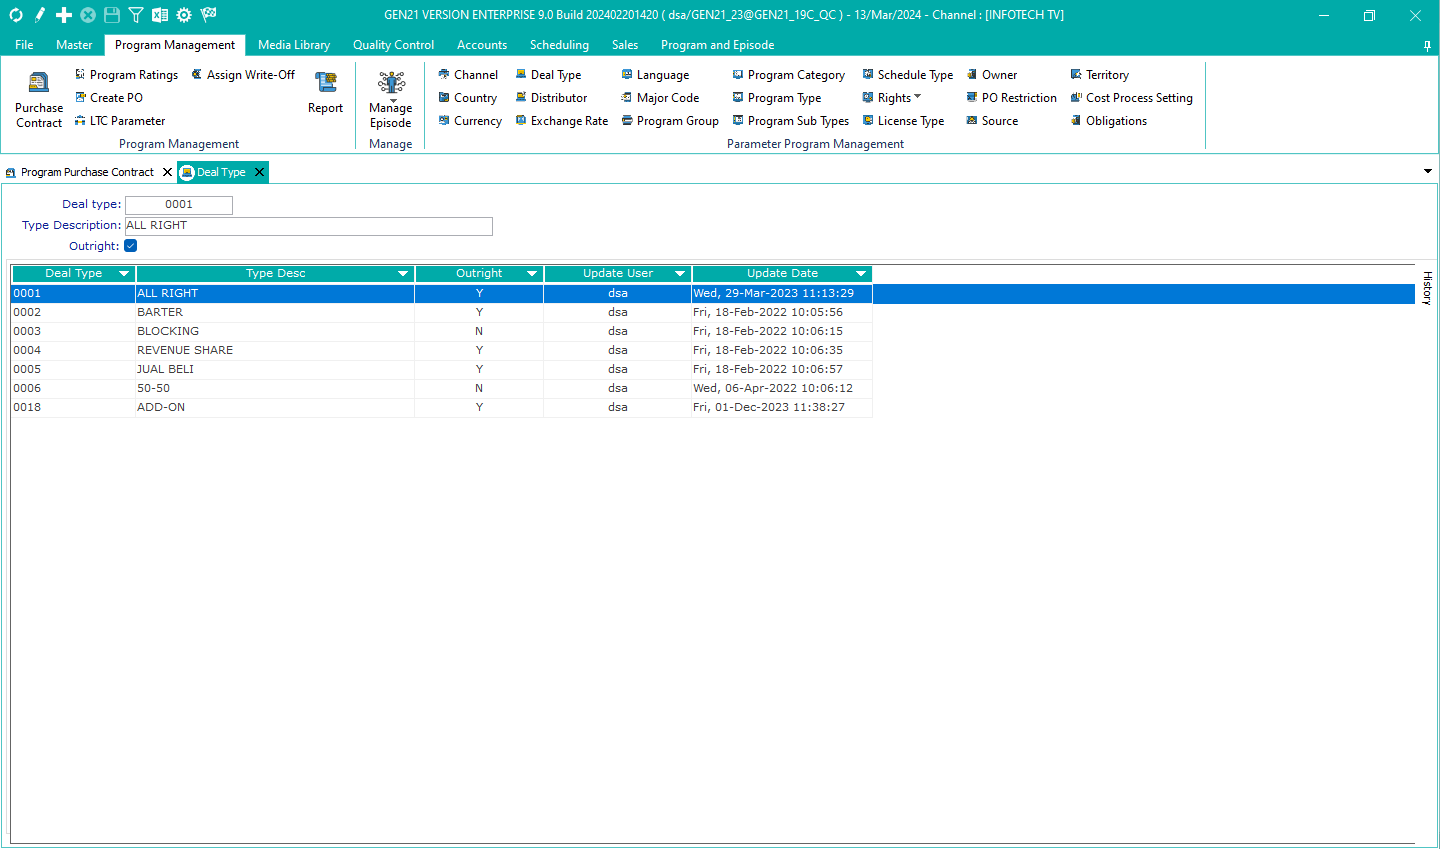 GEN21 VERSION ENTERPRISE 9.0 Build 202402201420 ( dsa/GEN21_23@GEN21_19C_QC ) - 13/Mar/2024 - Channel : [INFOTECH TV]
File Master Program Management Media Library Quality Control Accounts Scheduling Sales Program and Episode
Purchase Contract
Program Ratings
Create PO
LTC Parameter
Assign Write-Off
Report
Program Management
Manage Episode
Manage
Channel Deal Type Language Program Category Schedule Type Owner Territory
Country Distributor Major Code Program Type Rights PO Restriction Cost Process Setting
Currency Exchange Rate Program Group Program Sub Types License Type Source Obligations
Parameter Program Management
Program Purchase Contract Deal Type
Deal type: 0001
Type Description: ALL RIGHT
Outright:
Deal Type Type Desc Outright Update User Update Date
0001 ALL RIGHT Y dsa Wed, 29-Mar-2023 11:13:29
0002 BARTER Y dsa Fri, 18-Feb-2022 10:05:56
0003 BLOCKING N dsa Fri, 18-Feb-2022 10:06:15
0004 REVENUE SHARE Y dsa Fri, 18-Feb-2022 10:06:35
0005 JUAL BELI Y dsa Fri, 18-Feb-2022 10:06:57
0006 50-50 N dsa Wed, 06-Apr-2022 10:06:12
0018 ADD-ON Y dsa Fri, 01-Dec-2023 11:38:27
History